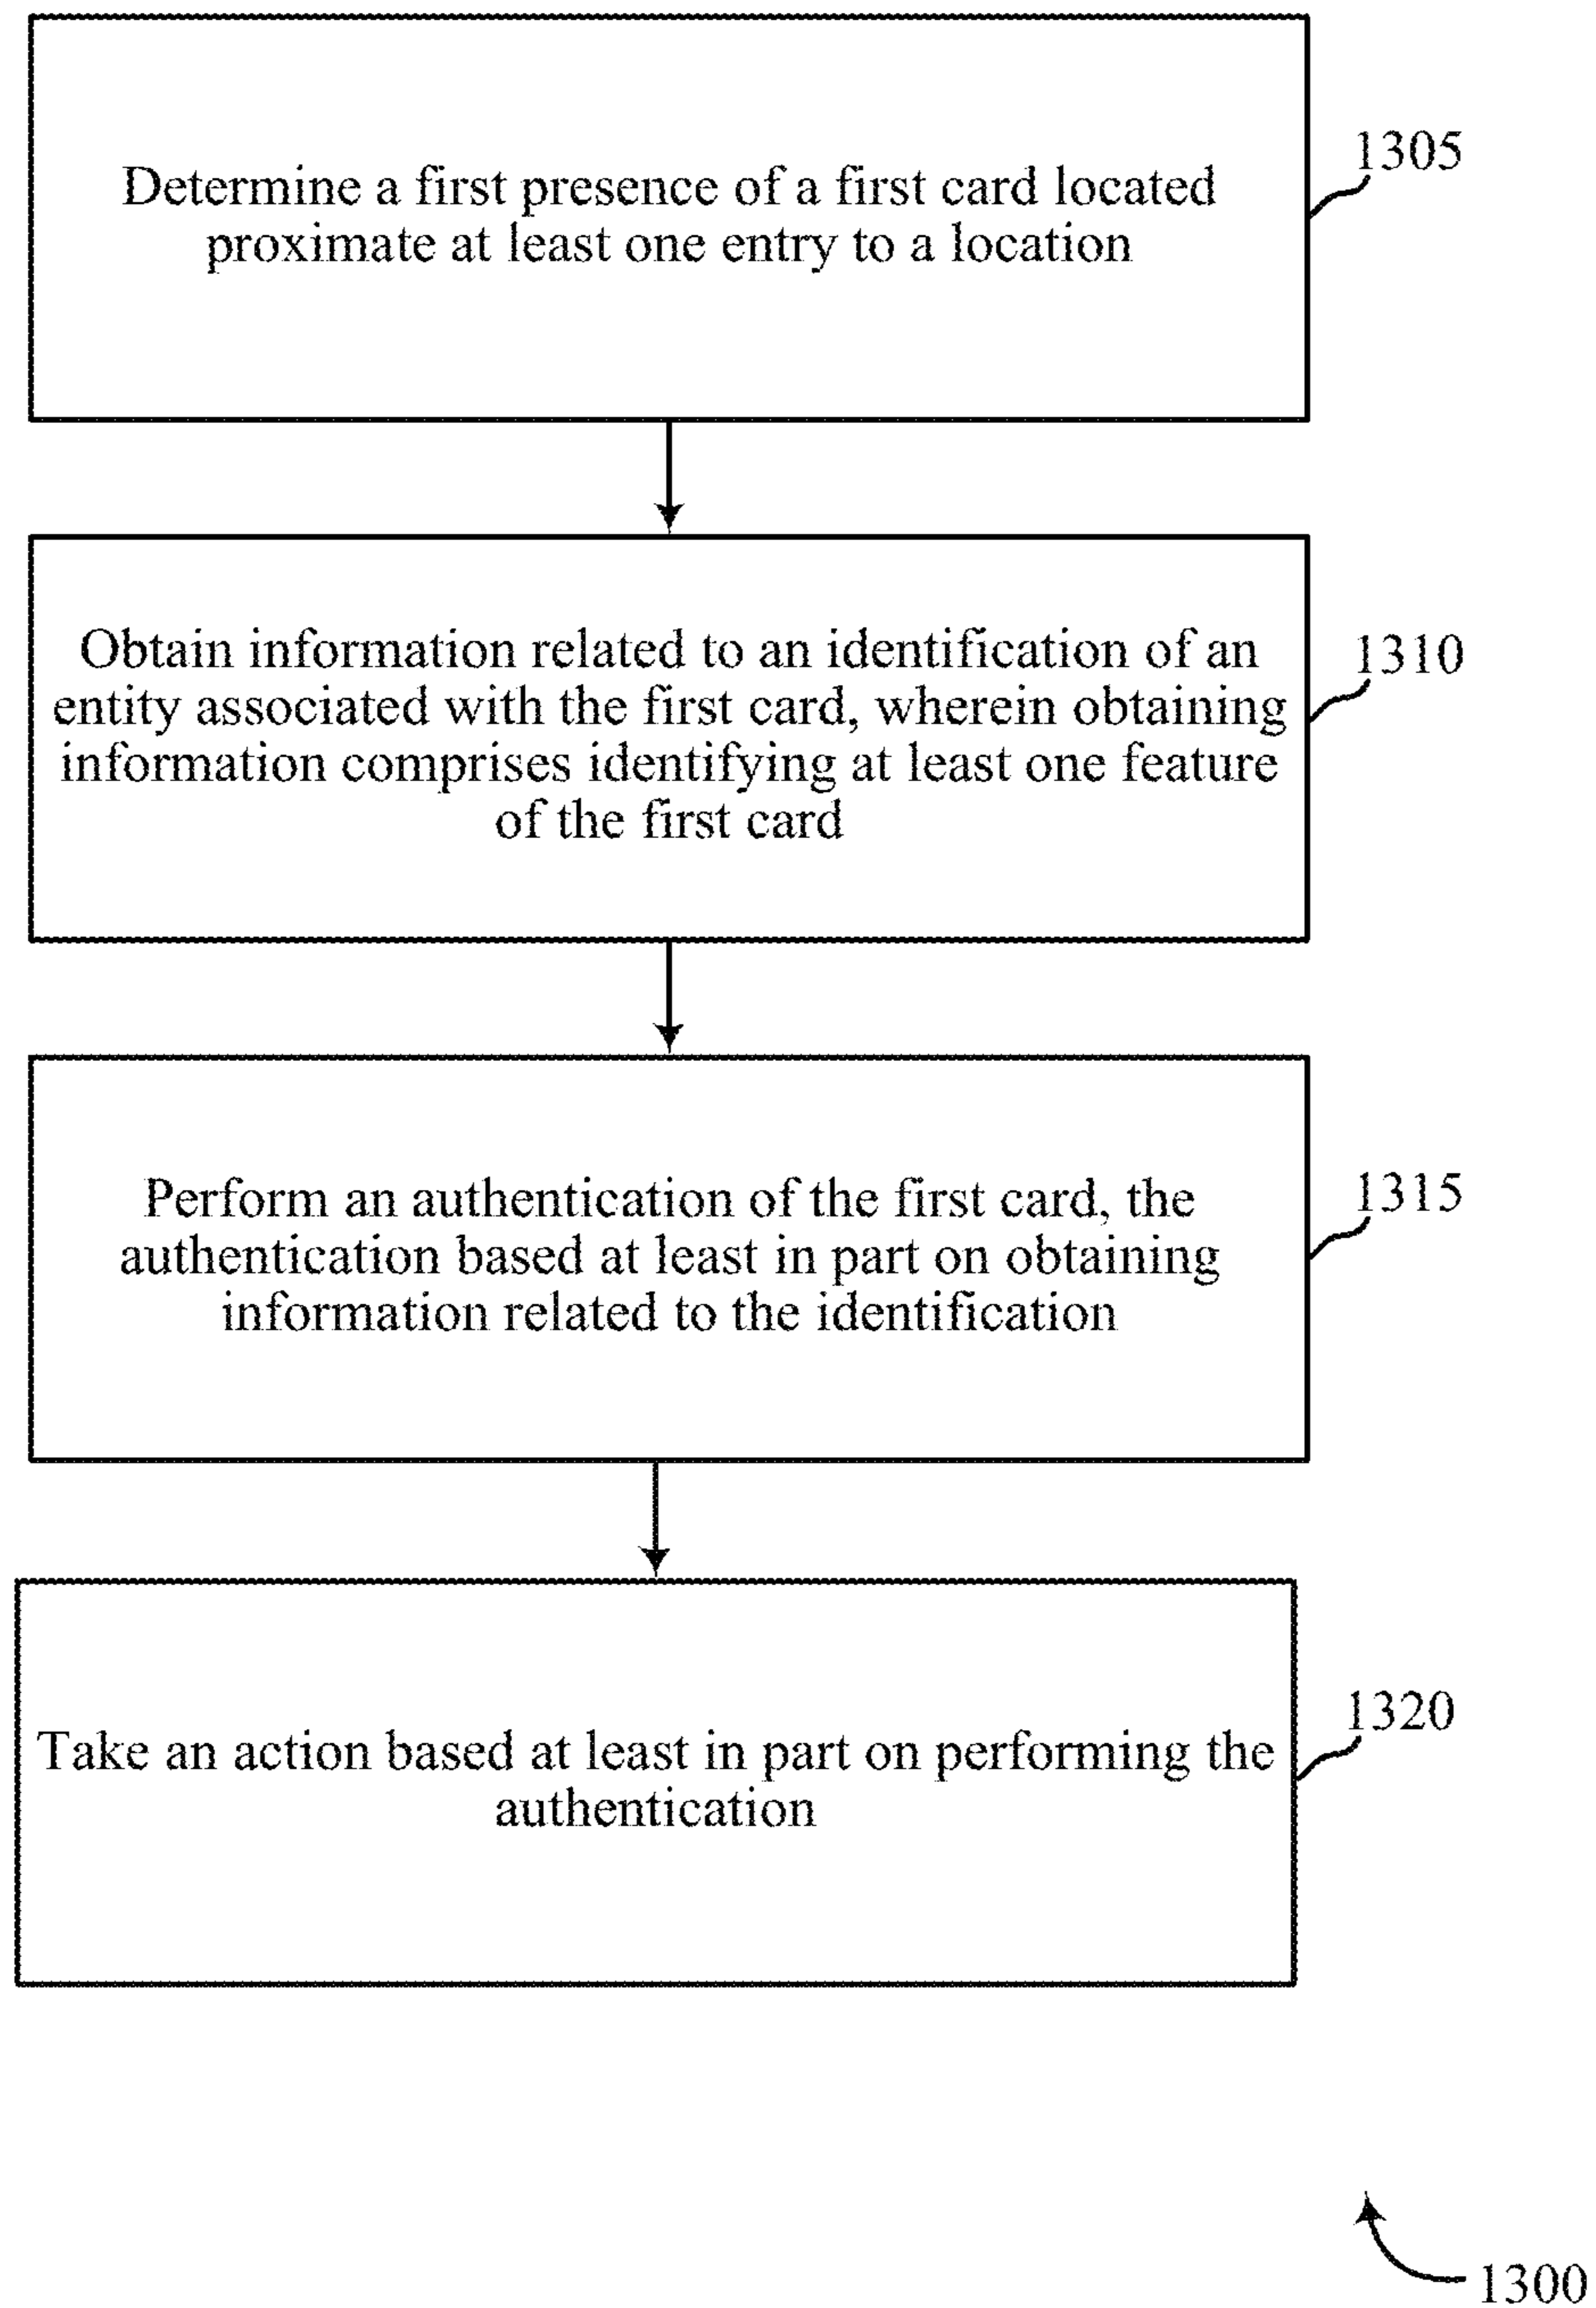 Determine a first presence of a first card located
proximate at least one entry to a location
1305
Obtain information related to an identification of an
entity associated with the first card, wherein obtaining
information comprises identifying at least one feature
of the first card
1310
Perform an authentication of the first card, the
authentication based at least in part on obtaining
information related to the identification
1315
Take an action based at least in part on performing the
authentication
1320
1300